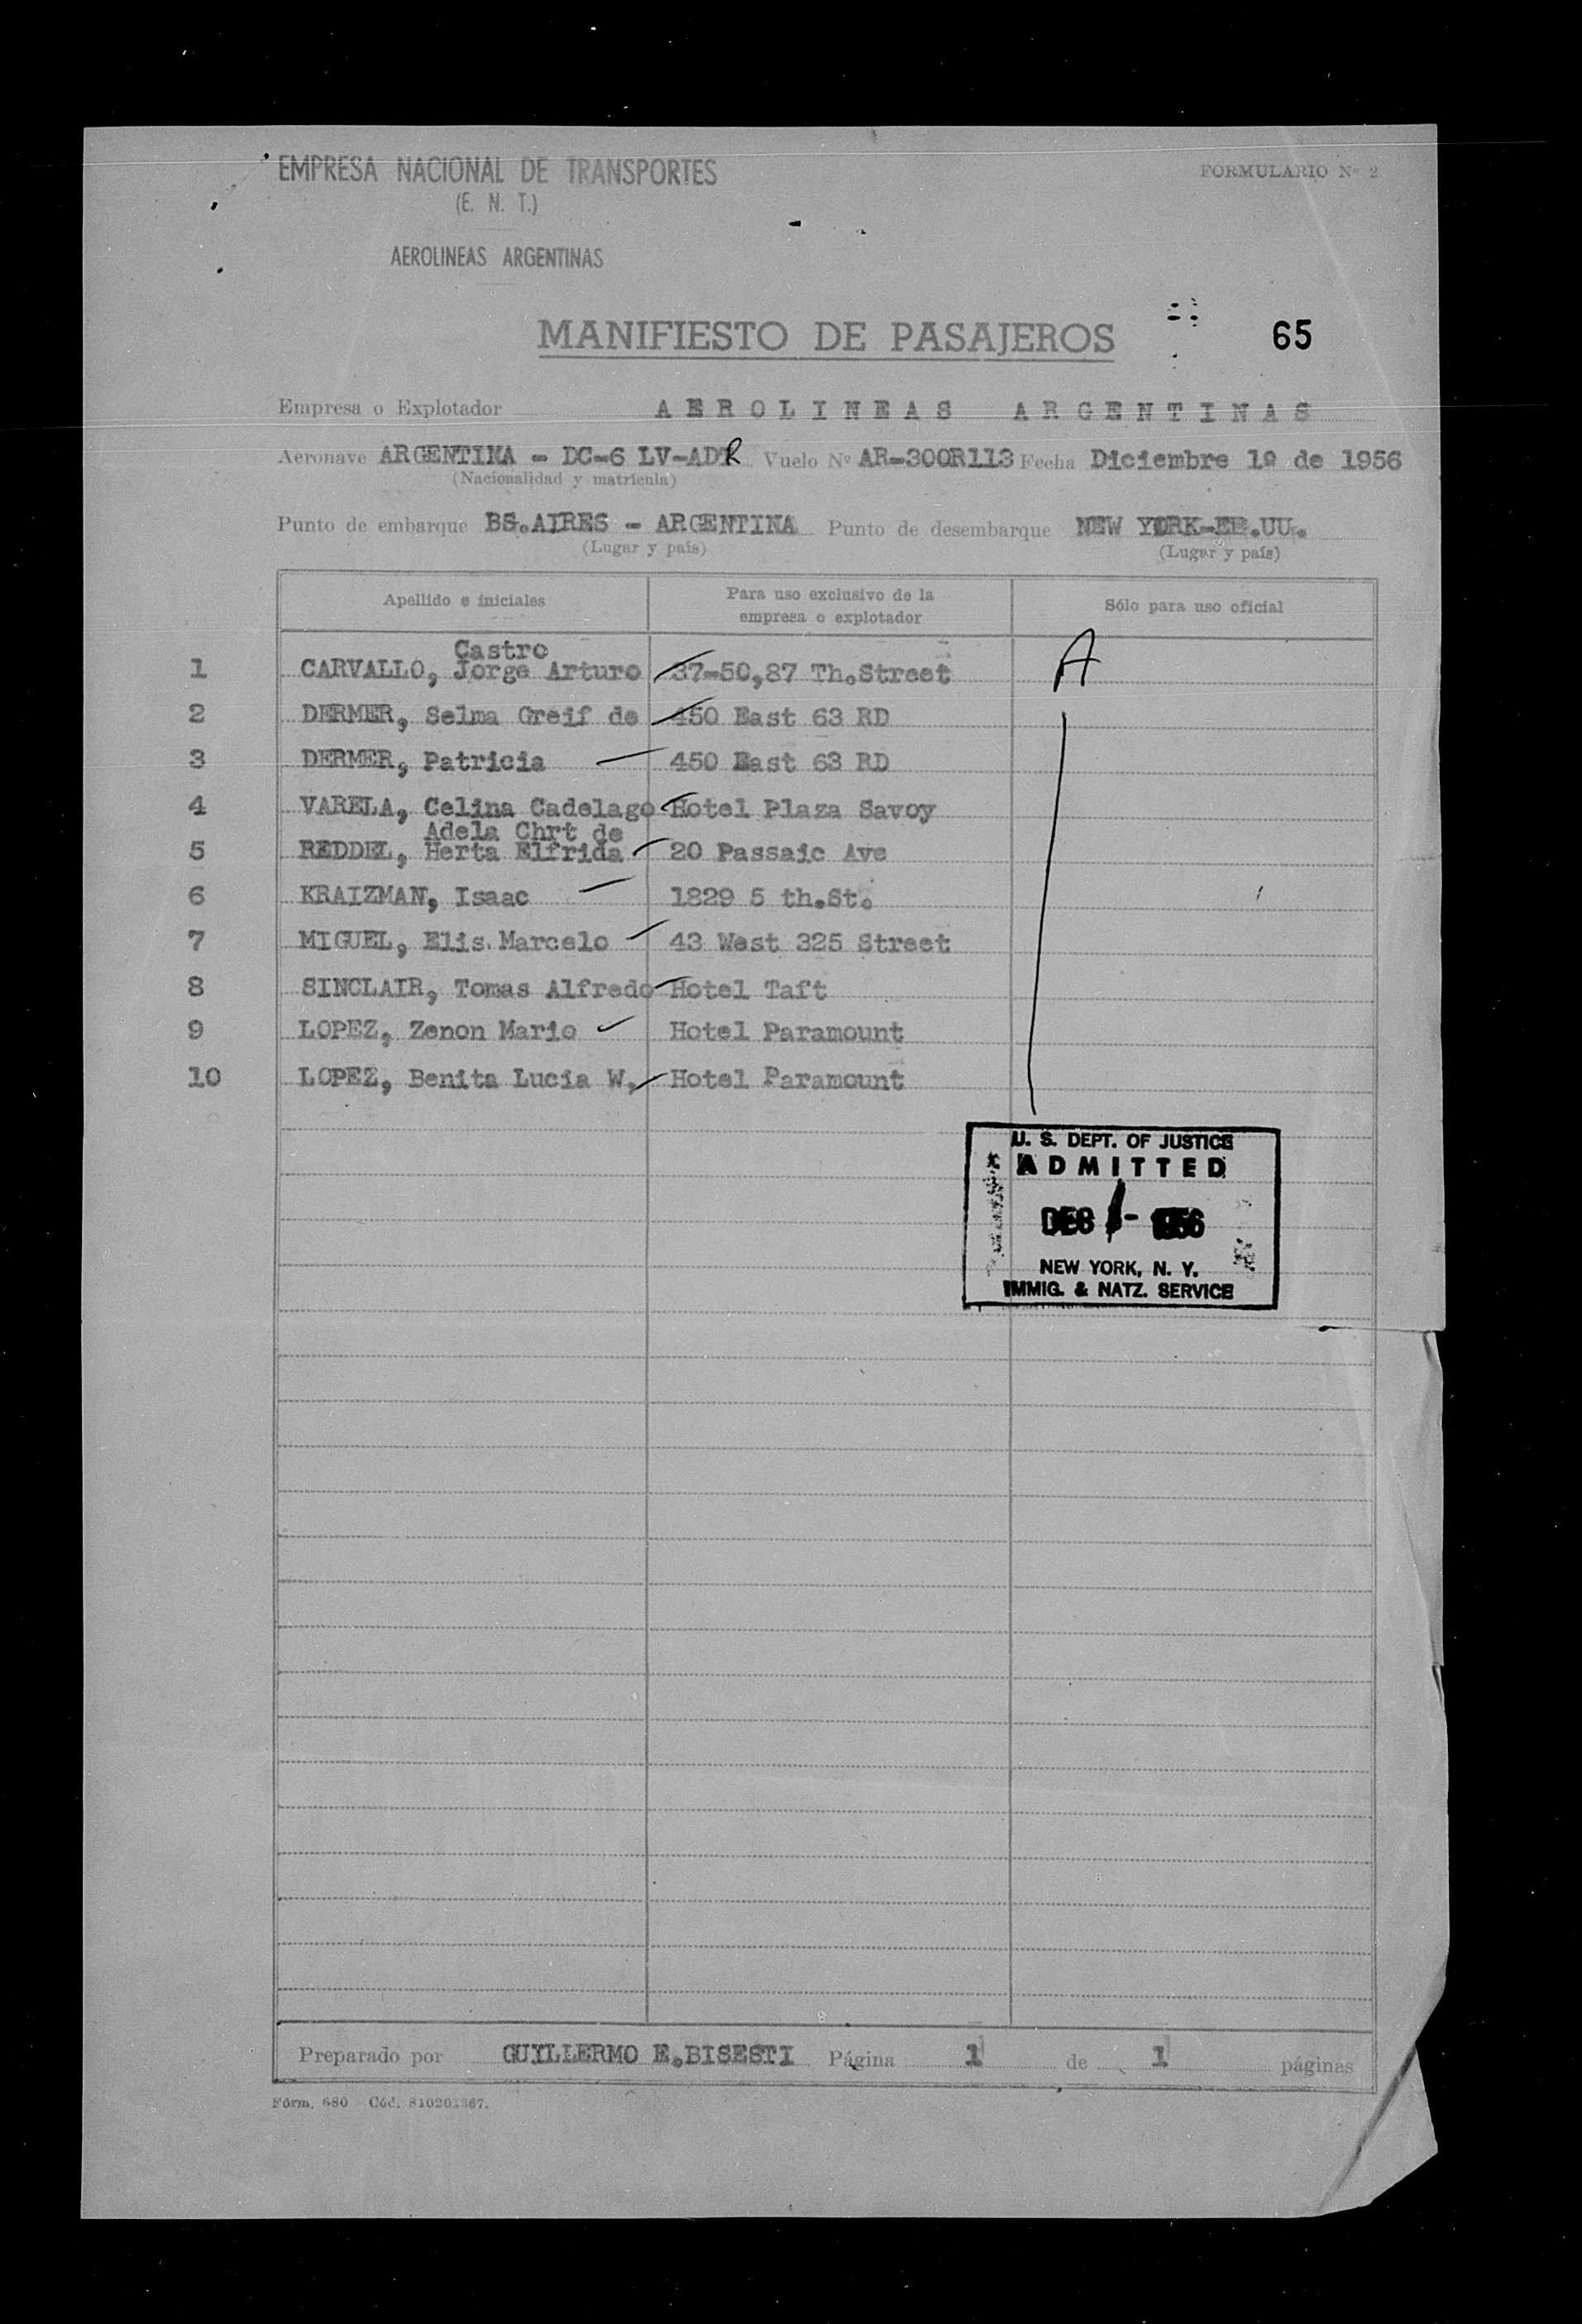 EMPRESA NACIONAL DE TRANSPORTES
FORMULARIO Nº 2
(E. N. T.)
AEROLINEAS ARGENTINAS
MANIFIESTO DE PASAJEROS
65
Empresa o Explotador AEROLINEAS ARGENTINAS
Aeronave ARGENTINA - DC-6 LV-ADR Vuelo Nº AR-300R113 Fecha Diciembre 1º de 1956
(Nacionalidad y matrícula)
Punto de embarque BS.AIRES - ARGENTINA Punto de desembarque NEW YORK-EE.UU.
(Lugar y país) (Lugar y país)
Apellido e iniciales Para uso exclusivo de la empresa o explotador Sólo para uso oficial
Castro
1 CARVALLO, Jorge Arturo 37-50,87 Th.Street A
2 DERMER, Selma Greif de 450 East 63 RD
3 DERMER, Patricia 450 East 63 RD
4 VARELA, Celina Cadelago Hotel Plaza Savoy
Adela Chrt de
5 REDDEL, Herta Elfrida 20 Passaic Ave
6 KRAIZMAN, Isaac 1829 5 th.St.
7 MIGUEL, Elis Marcelo 43 West 325 Street
8 SINCLAIR, Tomas Alfredo Hotel Taft
9 LOPEZ, Zenon Mario Hotel Paramount
10 LOPEZ, Benita Lucia W, Hotel Paramount
U. S. DEPT. OF JUSTICE
ADMITTED
DEC - 1956
NEW YORK, N. Y.
IMMIG. & NATZ. SERVICE
Preparado por GUILLERMO E.BISESTI Página 1 de 1 páginas
Fórm. 680 Cód. 810201367.